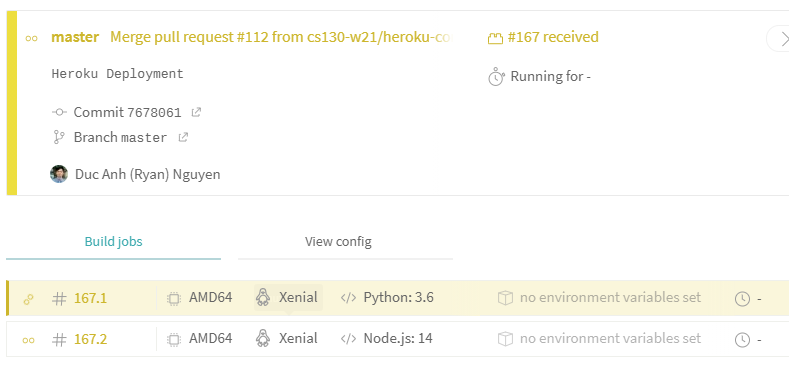 master Merge pull request #112 from cs130-w21/heroku-co
#167 received
Heroku Deployment
Running for -
Commit 7678061
Branch master
Duc Anh (Ryan) Nguyen
Build jobs
View config
# 167.1 AMD64 Xenial </> Python: 3.6 no environment variables set -
# 167.2 AMD64 Xenial </> Node.js: 14 no environment variables set -